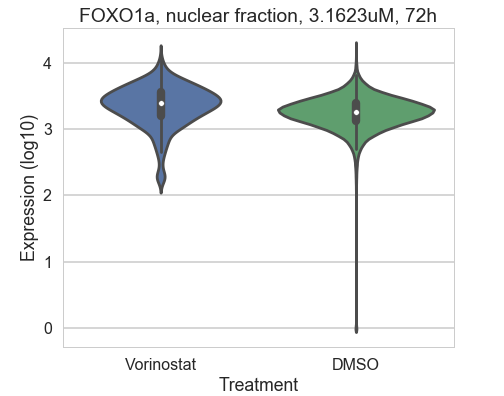 FOXO1a, nuclear fraction, 3.1623uM, 72h
Expression (log10)
4
3
2
1
0
Vorinostat
DMSO
Treatment